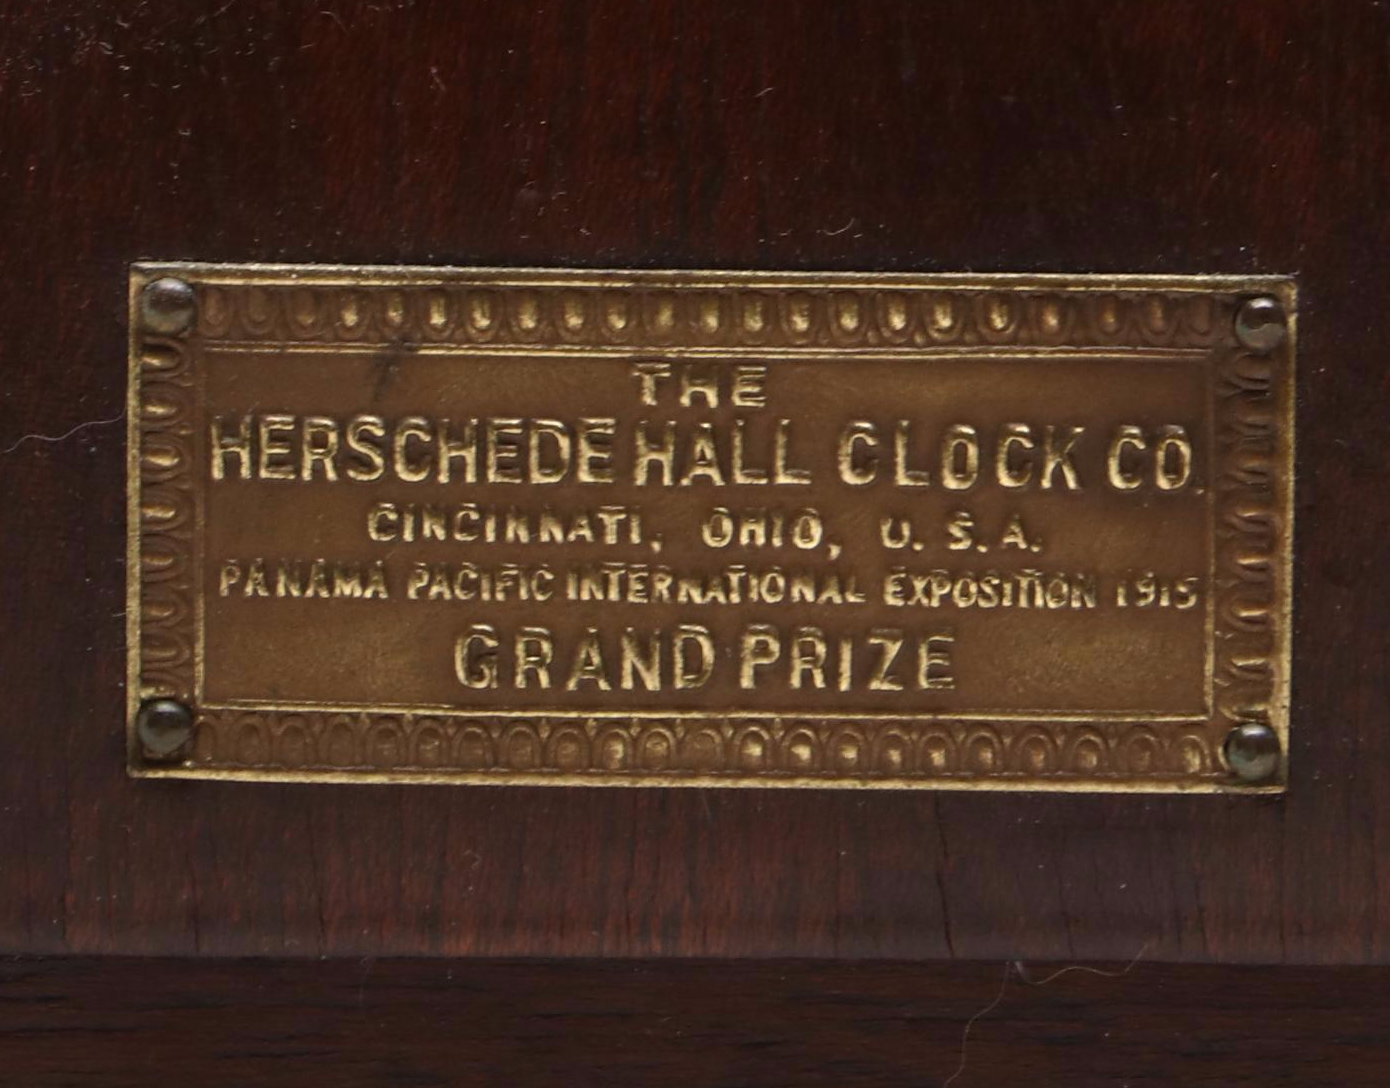 THE
HERSCHEDE HALL CLOCK CO.
CINCINNATI, OHIO, U. S. A.
PANAMA PACIFIC INTERNATIONAL EXPOSITION 1915
GRAND PRIZE